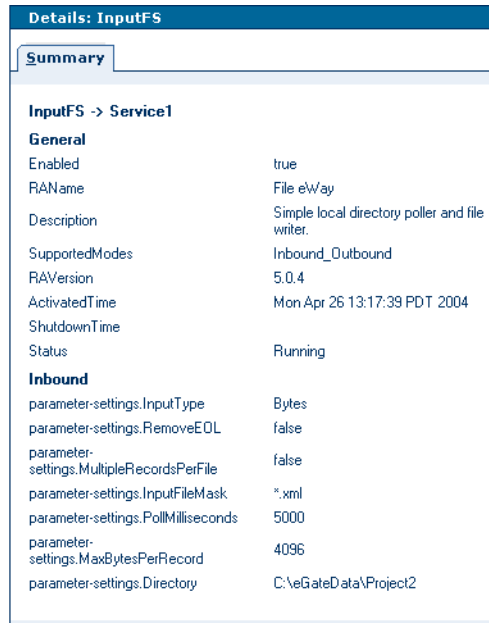 Details: InputFS
Summary
InputFS -> Service1
General
Enabled true
RAName File eWay
Description Simple local directory poller and file
writer.
SupportedModes Inbound_Outbound
RAVersion 5.0.4
ActivatedTime Mon Apr 26 13:17:39 PDT 2004
ShutdownTime
Status Running
Inbound
parameter-settings.InputType Bytes
parameter-settings.RemoveEOL false
parameter-
settings.MultipleRecordsPerFile false
parameter-settings.InputFileMask *.xml
parameter-settings.PollMilliseconds 5000
parameter-
settings.MaxBytesPerRecord 4096
parameter-settings.Directory C:\eGateData\Project2